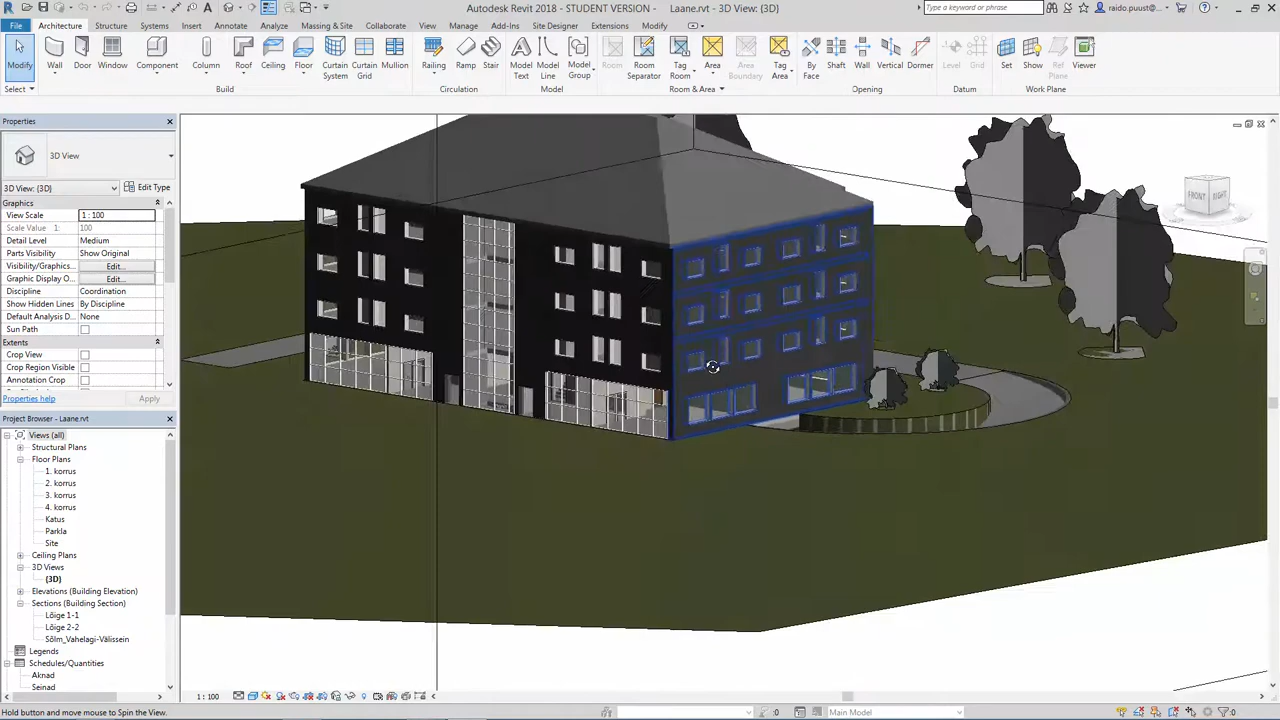 Autodesk Revit 2018 - STUDENT VERSION - Laane.rvt - 3D View: {3D}
Type a keyword or phrase
raido.puust@...
File Architecture Structure Systems Insert Annotate Analyze Massing & Site Collaborate View Manage Add-Ins Site Designer Extensions Modify
Modify Wall Door Window Component Column Roof Ceiling Floor Curtain System Curtain Grid Mullion Railing Ramp Stair Model Text Model Line Model Group Room Room Separator Tag Room Area Area Boundary Tag Area By Face Shaft Wall Vertical Dormer Level Grid Set Show Ref Plane Viewer
Select Build Circulation Model Room & Area Opening Datum Work Plane
Properties
3D View
3D View: {3D} Edit Type
Graphics
View Scale 1 : 100
Scale Value 1: 100
Detail Level Medium
Parts Visibility Show Original
Visibility/Graphics... Edit...
Graphic Display O... Edit...
Discipline Coordination
Show Hidden Lines By Discipline
Default Analysis D... None
Sun Path
Extents
Crop View
Crop Region Visible
Annotation Crop
Properties help Apply
FRONT RIGHT
Project Browser - Laane.rvt
Views (all)
Structural Plans
Floor Plans
1. korrus
2. korrus
3. korrus
4. korrus
Katus
Parkla
Site
Ceiling Plans
3D Views
{3D}
Elevations (Building Elevation)
Sections (Building Section)
Lõige 1-1
Lõige 2-2
Sõlm_Vahelagi-Välissein
Legends
Schedules/Quantities
Aknad
Seinad
1 : 100
Hold button and move mouse to Spin the View.
:0
Main Model
:0